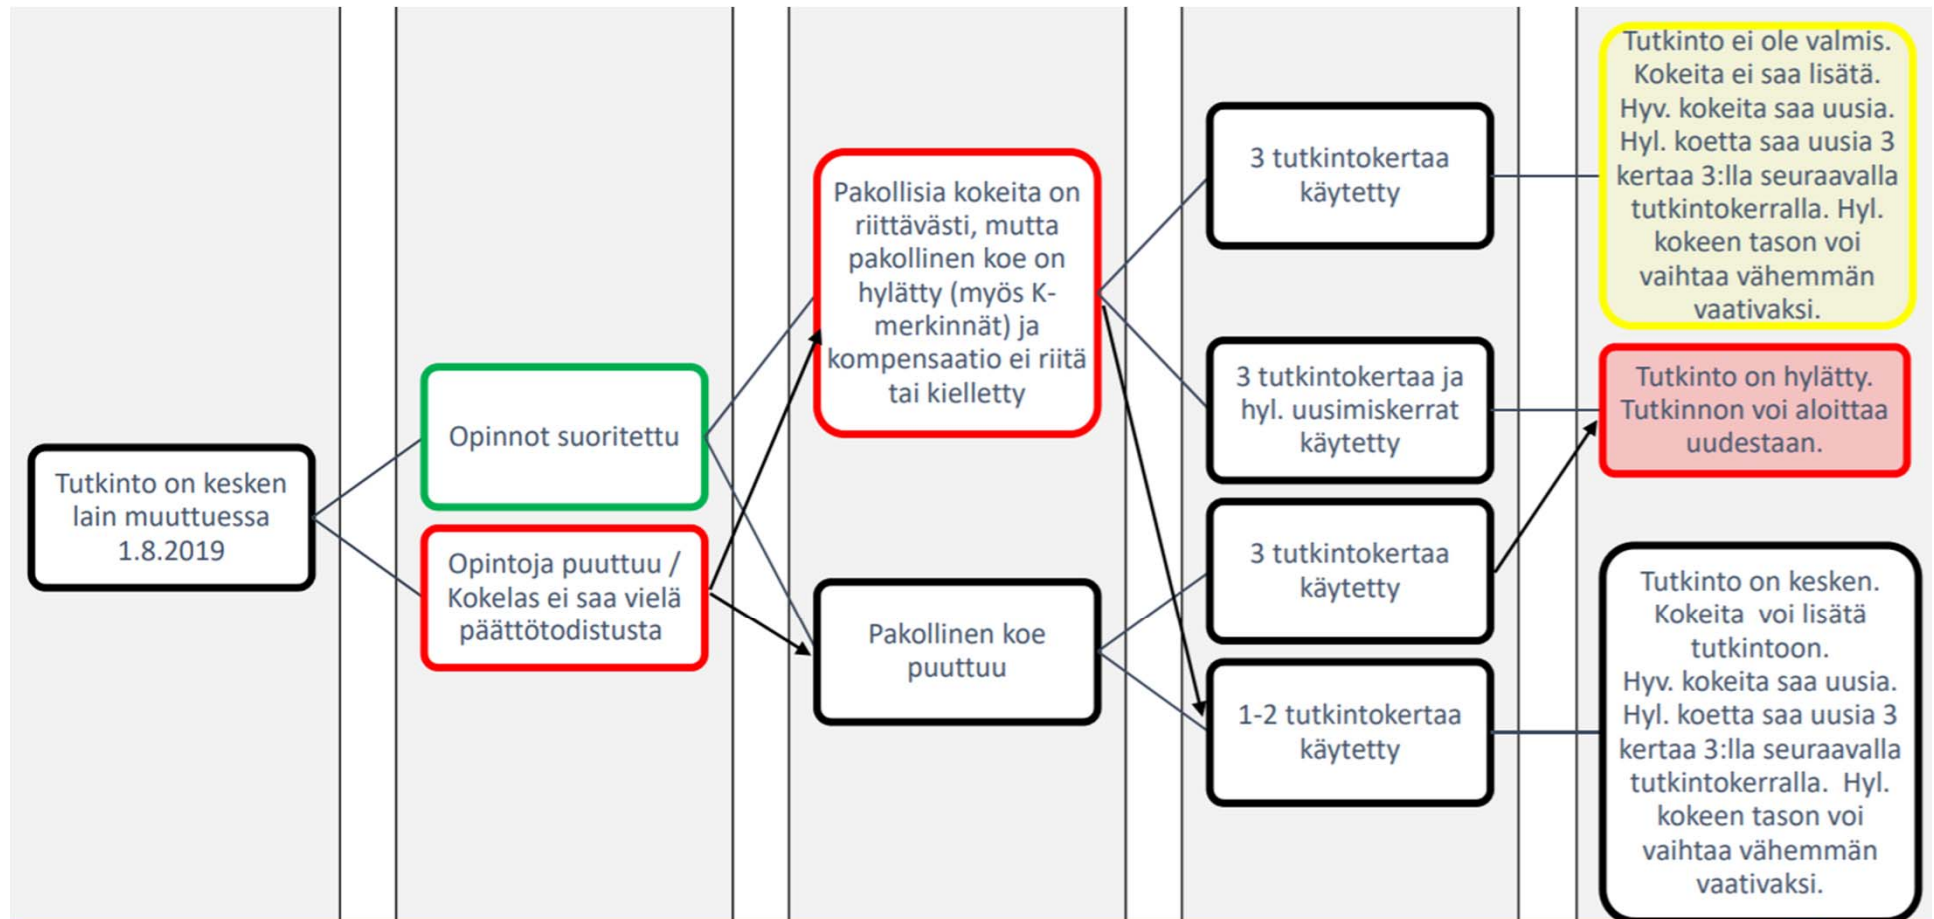 Tutkinto on kesken
lain muuttuessa
1.8.2019
Opinnot suoritettu
Opintoja puuttuu /
Kokelas ei saa vielä
päättötodistusta
Pakollisia kokeita on
riittävästi, mutta
pakollinen koe on
hylätty (myös K-
merkinnät) ja
kompensaatio ei riitä
tai kielletty
Pakollinen koe
puuttuu
3 tutkintokertaa
käytetty
3 tutkintokertaa ja
hyl. uusimiskerrat
käytetty
3 tutkintokertaa
käytetty
1-2 tutkintokertaa
käytetty
Tutkinto ei ole valmis.
Kokeita ei saa lisätä.
Hyv. kokeita saa uusia.
Hyl. koetta saa uusia 3
kertaa 3:lla seuraavalla
tutkintokerralla. Hyl.
kokeen tason voi
vaihtaa vähemmän
vaativaksi.
Tutkinto on hylätty.
Tutkinnon voi aloittaa
uudestaan.
Tutkinto on kesken.
Kokeita voi lisätä
tutkintoon.
Hyv. kokeita saa uusia.
Hyl. koetta saa uusia 3
kertaa 3:lla seuraavalla
tutkintokerralla. Hyl.
kokeen tason voi
vaihtaa vähemmän
vaativaksi.